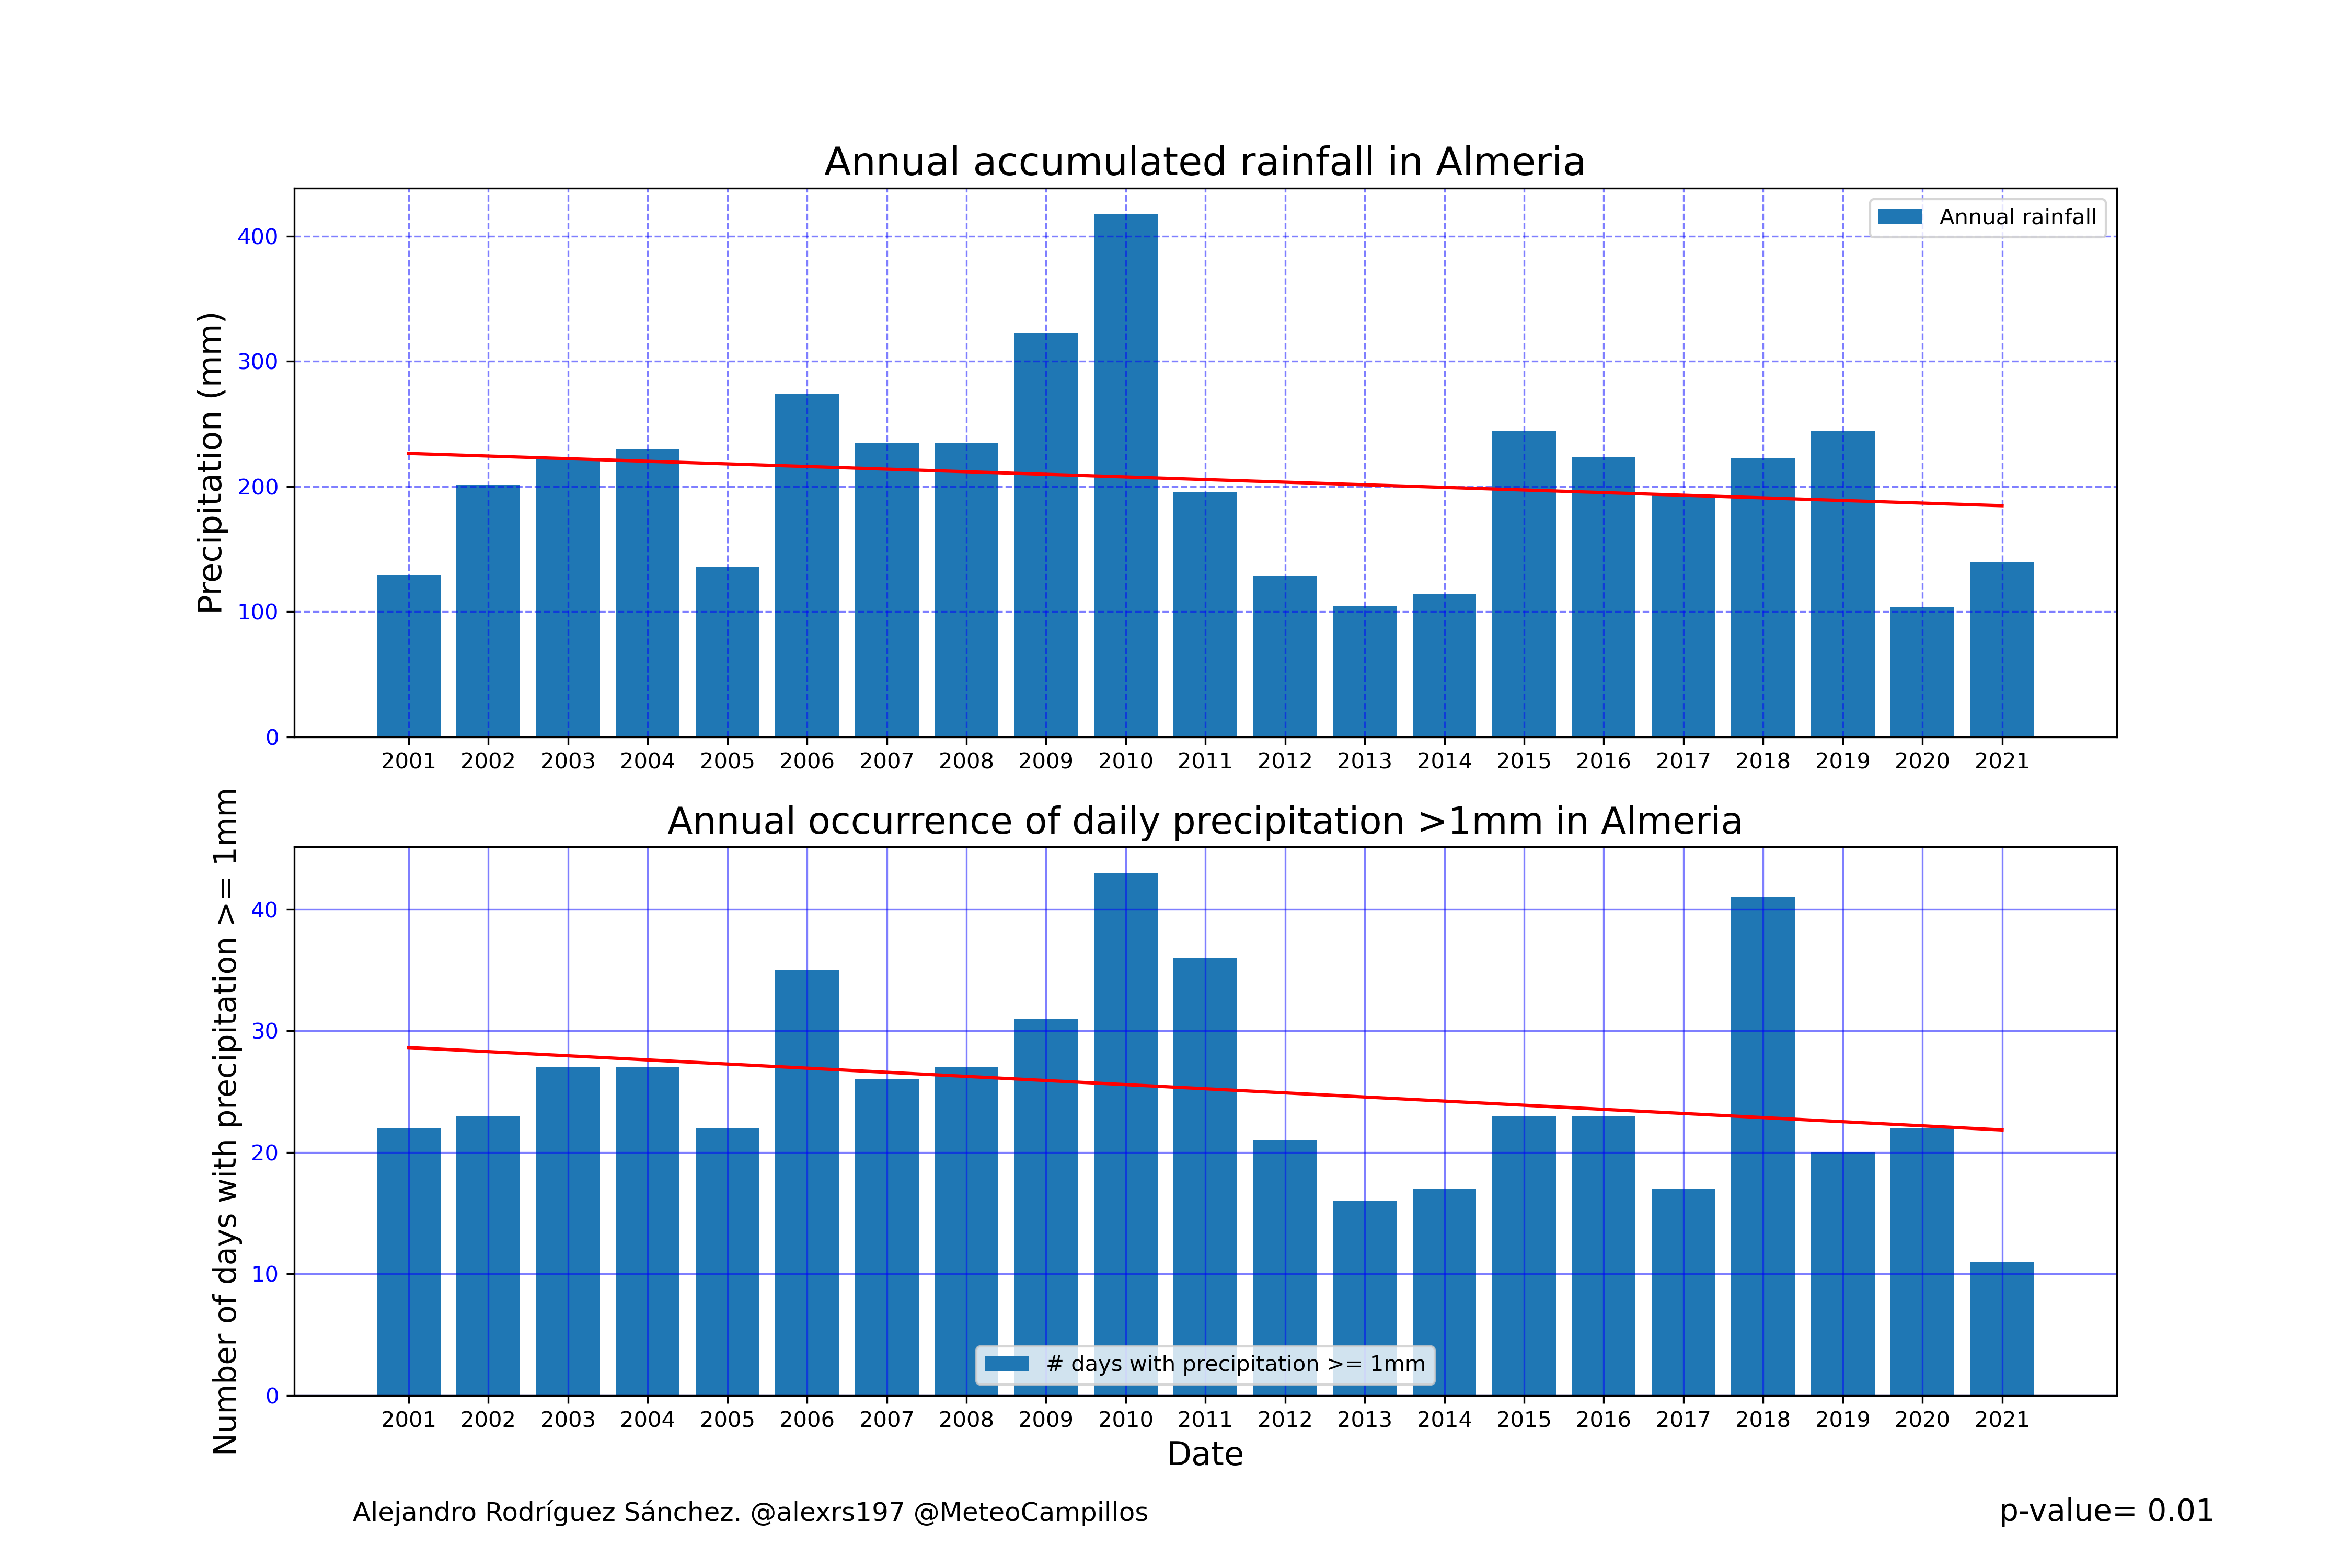 Annual accumulated rainfall in Almeria
Precipitation (mm)
400
300
200
100
0
Annual rainfall
2001 2002 2003 2004 2005 2006 2007 2008 2009 2010 2011 2012 2013 2014 2015 2016 2017 2018 2019 2020 2021
Annual occurrence of daily precipitation >1mm in Almeria
Number of days with precipitation >= 1mm
40
30
20
10
0
# days with precipitation >= 1mm
2001 2002 2003 2004 2005 2006 2007 2008 2009 2010 2011 2012 2013 2014 2015 2016 2017 2018 2019 2020 2021
Date
Alejandro Rodríguez Sánchez. @alexrs197 @MeteoCampillos
p-value= 0.01